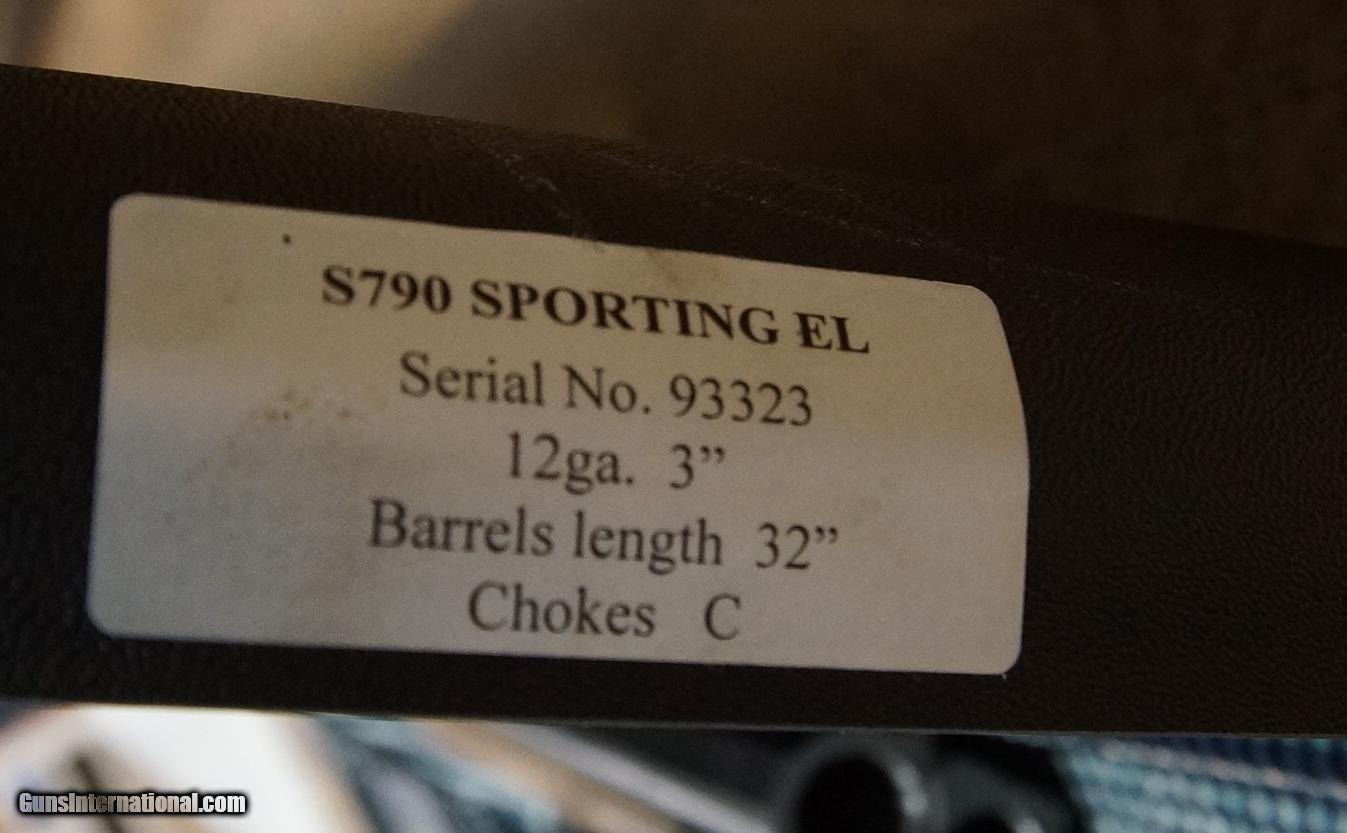 S790 SPORTING EL
Serial No. 93323
12ga. 3”
Barrels length 32”
Chokes C
GunsInternational.com